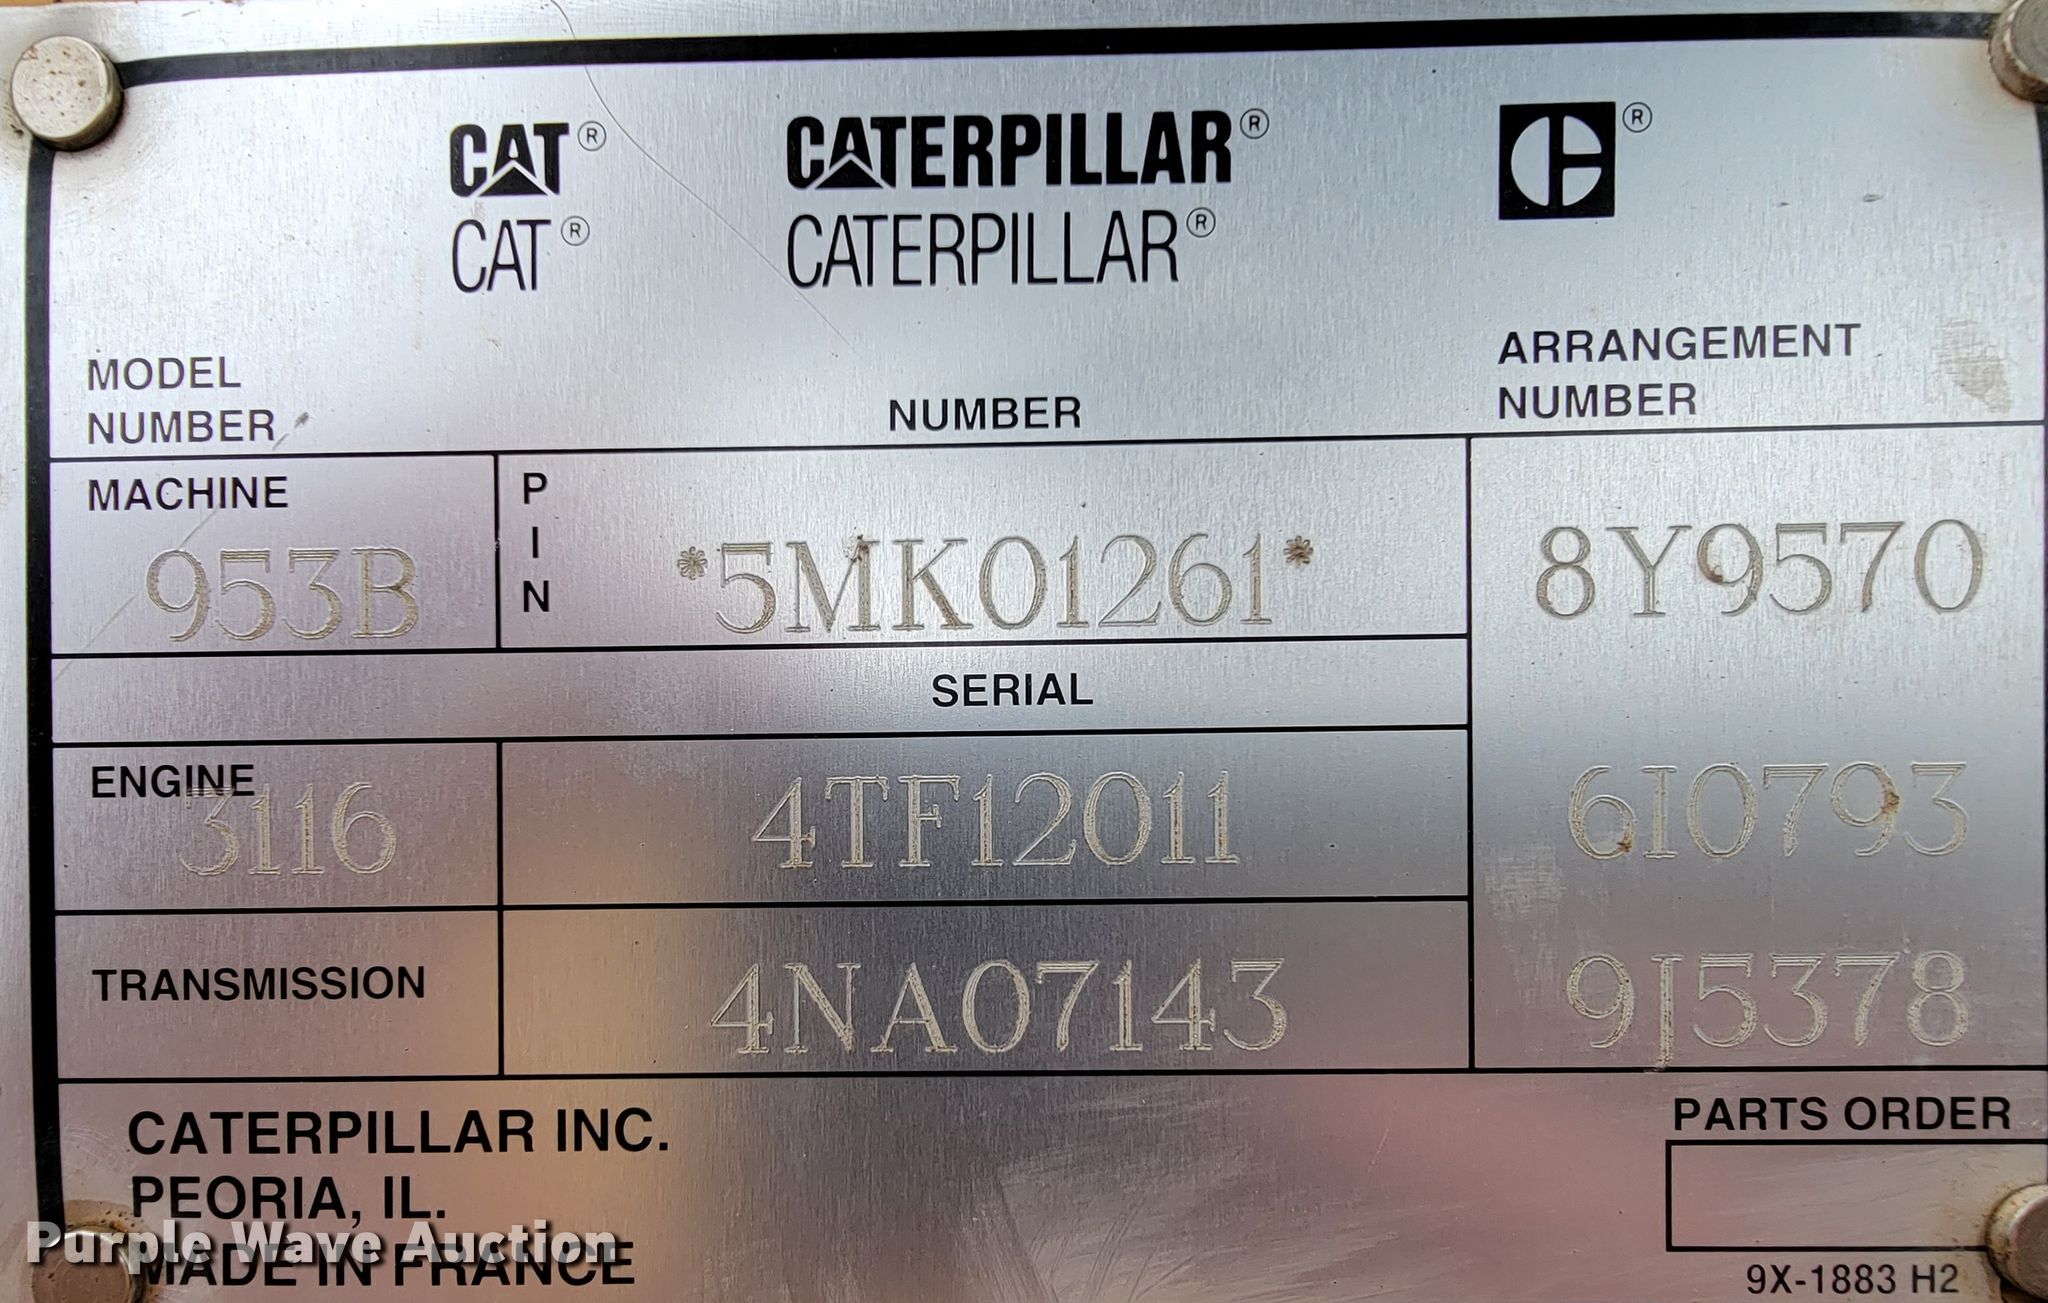 CAT® CATERPILLAR® ®
CAT® CATERPILLAR®
MODEL NUMBER
NUMBER
ARRANGEMENT NUMBER
MACHINE
953B
PIN
*5MK01261*
8Y9570
SERIAL
ENGINE
3116
4TF12011
6I0793
TRANSMISSION
4NA07143
9J5378
CATERPILLAR INC.
PEORIA, IL.
MADE IN FRANCE
PARTS ORDER
9X-1883 H2
Purple Wave Auction